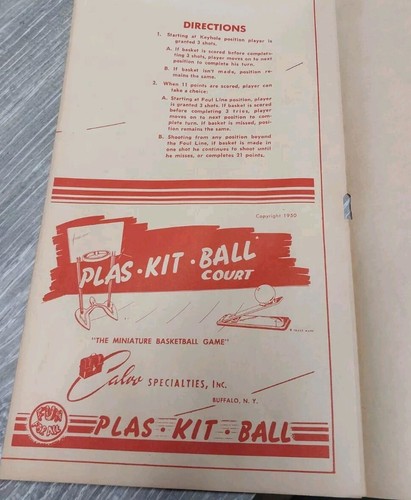 DIRECTIONS
1. Starting at Keyhole position player is
granted 3 shots.
A. If basket is scored before complet-
ing 3 shots, player moves on to next
position to complete his turn.
B. If basket isn't made, position re-
mains the same.
2. When 11 points are scored, player can
take a choice:
A. Starting at Foul Line position, player
is granted 3 shots. If basket is scored
before completing 3 tries, player
moves on to next position to com-
plete turn. If basket is missed, posi-
tion remains the same.
B. Shooting from any position beyond
the Foul Line, if basket is made in
one shot he continues to shoot until
he misses, or completes 21 points.
Copyright 1950
PLAS · KIT · BALL
COURT
"THE MINIATURE BASKETBALL GAME"
Calvo SPECIALTIES, INC.
BUFFALO, N. Y.
FUN
FOR ALL
PLAS · KIT · BALL